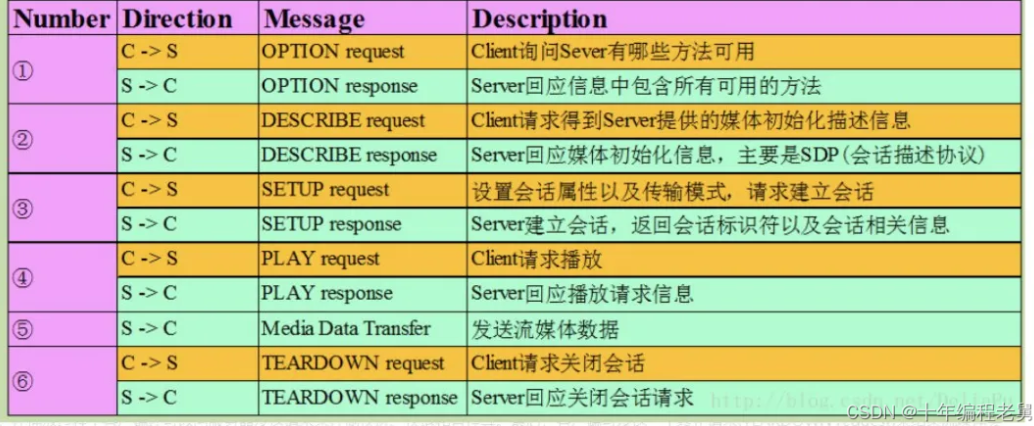 Number Direction Message Description
① C -> S OPTION request Client询问Sever有哪些方法可用
S -> C OPTION response Server回应信息中包含所有可用的方法
② C -> S DESCRIBE request Client请求得到Server提供的媒体初始化描述信息
S -> C DESCRIBE response Server回应媒体初始化信息，主要是SDP(会话描述协议)
③ C -> S SETUP request 设置会话属性以及传输模式，请求建立会话
S -> C SETUP response Server建立会话，返回会话标识符以及会话相关信息
④ C -> S PLAY request Client请求播放
S -> C PLAY response Server回应播放请求信息
⑤ S -> C Media Data Transfer 发送流媒体数据
⑥ C -> S TEARDOWN request Client请求关闭会话
S -> C TEARDOWN response Server回应关闭会话请求
http://blog.csdn.net/
CSDN @十年编程老舅